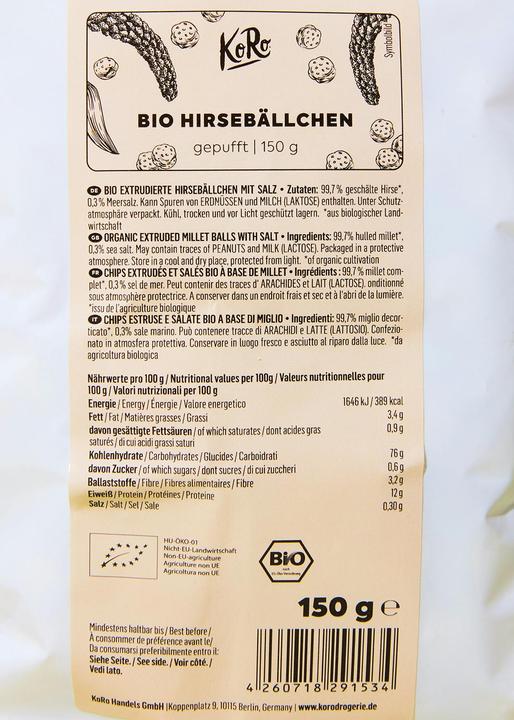 KoRo
Symbolbild
BIO HIRSEBÄLLCHEN
gepufft | 150 g
DE BIO EXTRUDIERTE HIRSEBÄLLCHEN MIT SALZ • Zutaten: 99,7 % geschälte Hirse*,
0,3 % Meersalz. Kann Spuren von ERDNÜSSEN und MILCH (LAKTOSE) enthalten. Unter Schutz-
atmosphäre verpackt. Kühl, trocken und vor Licht geschützt lagern. *aus biologischer Land-
wirtschaft
GB ORGANIC EXTRUDED MILLET BALLS WITH SALT • Ingredients: 99,7% hulled millet*,
0,3% sea salt. May contain traces of PEANUTS and MILK (LACTOSE). Packaged in a protective
atmosphere. Store in a cool and dry place, protected from light. *of organic cultivation
FR CHIPS EXTRUDÉS ET SALÉS BIO À BASE DE MILLET • Ingrédients : 99,7 % millet com-
plet*, 0,3 % sel de mer. Peut contenir des traces d' ARACHIDES et LAIT (LACTOSE). onditionné
sous atmosphère protectrice. A conserver dans un endroit frais et sec et à l'abri de la lumière.
*issu de l'agriculture biologique
IT CHIPS ESTRUSE E SALATE BIO A BASE DI MIGLIO • Ingredienti: 99,7% miglio decor-
ticato*, 0,3% sale marino. Può contenere tracce di ARACHIDI e LATTE (LATTOSIO). Confezio-
nato in atmosfera protettiva. Conservare in luogo fresco e asciutto al riparo dalla luce. *da
agricoltura biologica
Nährwerte pro 100 g / Nutritional values per 100g / Valeurs nutritionnelles pour
100 g / Valori nutrizionali per 100 g
Energie / Energy / Énergie / Valore energetico 1646 kJ / 389 kcal
Fett / Fat / Matières grasses / Grassi 3,4 g
davon gesättigte Fettsäuren / of which saturates / dont acides gras 0,9 g
saturés / di cui acidi grassi saturi
Kohlenhydrate / Carbohydrates / Glucides / Carboidrati 76 g
davon Zucker / of which sugars / dont sucres / di cui zuccheri 0,6 g
Ballaststoffe / Fibre / Fibres alimentaires / Fibre 3,2 g
Eiweiß / Protein / Protéines / Proteine 12 g
Salz / Salt / Sel / Sale 0,30 g
HU-ÖKO-01
Nicht-EU-Landwirtschaft
Non-EU-agriculture
Agriculture non UE
Agricoltura non UE
Bio
nach
EG-Öko-Verordnung
150 g e
Mindestens haltbar bis / Best before /
À consommer de préférence avant le/
Da consumarsi preferibilmente entro il:
Siehe Seite. / See side. / Voir côté. /
Vedi lato.
4 260718 291534
KoRo Handels GmbH | Koppenplatz 9, 10115 Berlin, Germany | www.korodrogerie.de